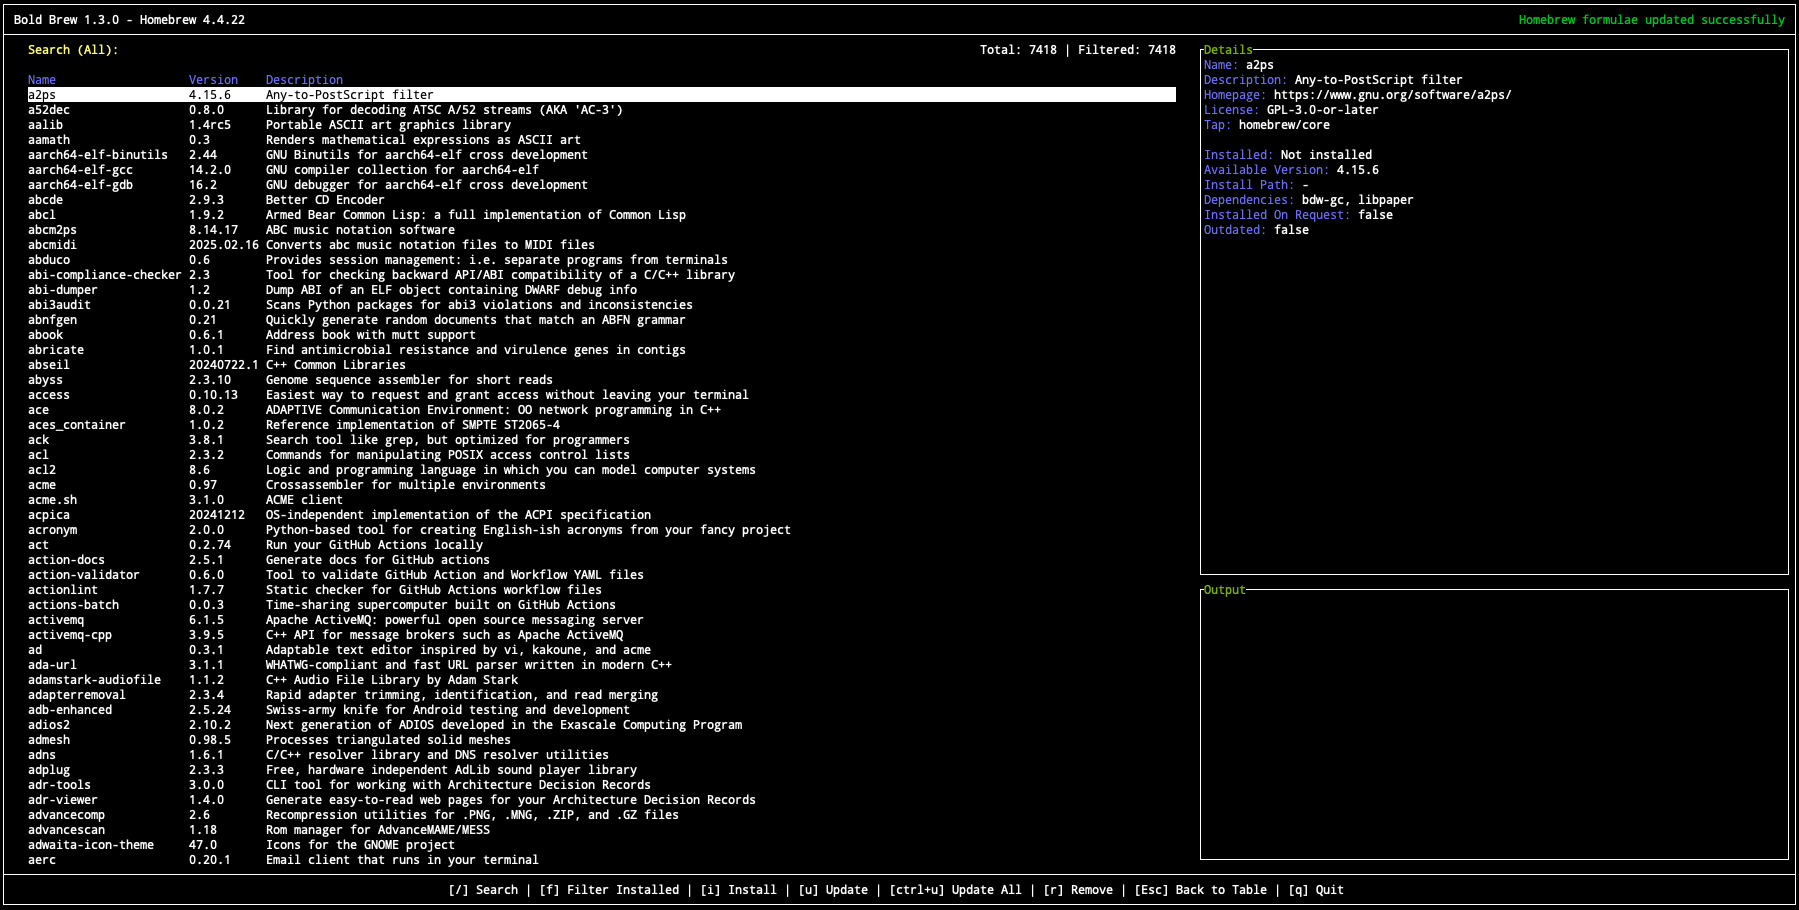 Bold Brew 1.3.0 - Homebrew 4.4.22
Homebrew formulae updated successfully
Search (All):
Total: 7418 | Filtered: 7418
Name Version Description
a2ps 4.15.6 Any-to-PostScript filter
a52dec 0.8.0 Library for decoding ATSC A/52 streams (AKA 'AC-3')
aalib 1.4rc5 Portable ASCII art graphics library
aamath 0.3 Renders mathematical expressions as ASCII art
aarch64-elf-binutils 2.44 GNU Binutils for aarch64-elf cross development
aarch64-elf-gcc 14.2.0 GNU compiler collection for aarch64-elf
aarch64-elf-gdb 16.2 GNU debugger for aarch64-elf cross development
abcde 2.9.3 Better CD Encoder
abcl 1.9.2 Armed Bear Common Lisp: a full implementation of Common Lisp
abcm2ps 8.14.17 ABC music notation software
abcmidi 2025.02.16 Converts abc music notation files to MIDI files
abduco 0.6 Provides session management: i.e. separate programs from terminals
abi-compliance-checker 2.3 Tool for checking backward API/ABI compatibility of a C/C++ library
abi-dumper 1.2 Dump ABI of an ELF object containing DWARF debug info
abi3audit 0.0.21 Scans Python packages for abi3 violations and inconsistencies
abnfgen 0.21 Quickly generate random documents that match an ABFN grammar
abook 0.6.1 Address book with mutt support
abricate 1.0.1 Find antimicrobial resistance and virulence genes in contigs
abseil 20240722.1 C++ Common Libraries
abyss 2.3.10 Genome sequence assembler for short reads
access 0.10.13 Easiest way to request and grant access without leaving your terminal
ace 8.0.2 ADAPTIVE Communication Environment: OO network programming in C++
aces_container 1.0.2 Reference implementation of SMPTE ST2065-4
ack 3.8.1 Search tool like grep, but optimized for programmers
acl 2.3.2 Commands for manipulating POSIX access control lists
acl2 8.6 Logic and programming language in which you can model computer systems
acme 0.97 Crossassembler for multiple environments
acme.sh 3.1.0 ACME client
acpica 20241212 OS-independent implementation of the ACPI specification
acronym 2.0.0 Python-based tool for creating English-ish acronyms from your fancy project
act 0.2.74 Run your GitHub Actions locally
action-docs 2.5.1 Generate docs for GitHub actions
action-validator 0.6.0 Tool to validate GitHub Action and Workflow YAML files
actionlint 1.7.7 Static checker for GitHub Actions workflow files
actions-batch 0.0.3 Time-sharing supercomputer built on GitHub Actions
activemq 6.1.5 Apache ActiveMQ: powerful open source messaging server
activemq-cpp 3.9.5 C++ API for message brokers such as Apache ActiveMQ
ad 0.3.1 Adaptable text editor inspired by vi, kakoune, and acme
ada-url 3.1.1 WHATWG-compliant and fast URL parser written in modern C++
adamstark-audiofile 1.1.2 C++ Audio File Library by Adam Stark
adapterremoval 2.3.4 Rapid adapter trimming, identification, and read merging
adb-enhanced 2.5.24 Swiss-army knife for Android testing and development
adios2 2.10.2 Next generation of ADIOS developed in the Exascale Computing Program
admesh 0.98.5 Processes triangulated solid meshes
adns 1.6.1 C/C++ resolver library and DNS resolver utilities
adplug 2.3.3 Free, hardware independent AdLib sound player library
adr-tools 3.0.0 CLI tool for working with Architecture Decision Records
adr-viewer 1.4.0 Generate easy-to-read web pages for your Architecture Decision Records
advancecomp 2.6 Recompression utilities for .PNG, .MNG, .ZIP, and .GZ files
advancescan 1.18 Rom manager for AdvanceMAME/MESS
adwaita-icon-theme 47.0 Icons for the GNOME project
aerc 0.20.1 Email client that runs in your terminal
Details
Name: a2ps
Description: Any-to-PostScript filter
Homepage: https://www.gnu.org/software/a2ps/
License: GPL-3.0-or-later
Tap: homebrew/core
Installed: Not installed
Available Version: 4.15.6
Install Path: -
Dependencies: bdw-gc, libpaper
Installed On Request: false
Outdated: false
Output
[/] Search | [f] Filter Installed | [i] Install | [u] Update | [ctrl+u] Update All | [r] Remove | [Esc] Back to Table | [q] Quit